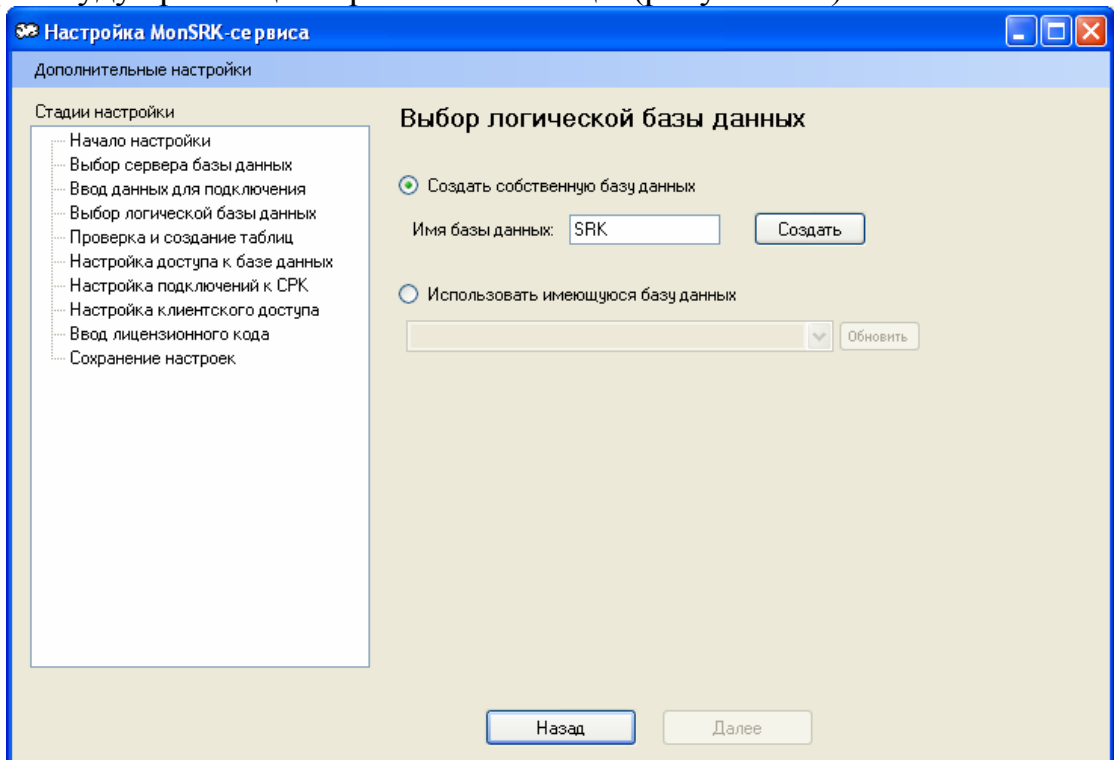 Настройка MonSRK-сервиса
Дополнительные настройки
Стадии настройки
Начало настройки
Выбор сервера базы данных
Ввод данных для подключения
Выбор логической базы данных
Проверка и создание таблиц
Настройка доступа к базе данных
Настройка подключений к СРК
Настройка клиентского доступа
Ввод лицензионного кода
Сохранение настроек
Выбор логической базы данных
Создать собственную базу данных
Имя базы данных: SRK Создать
Использовать имеющуюся базу данных
Обновить
Назад Далее